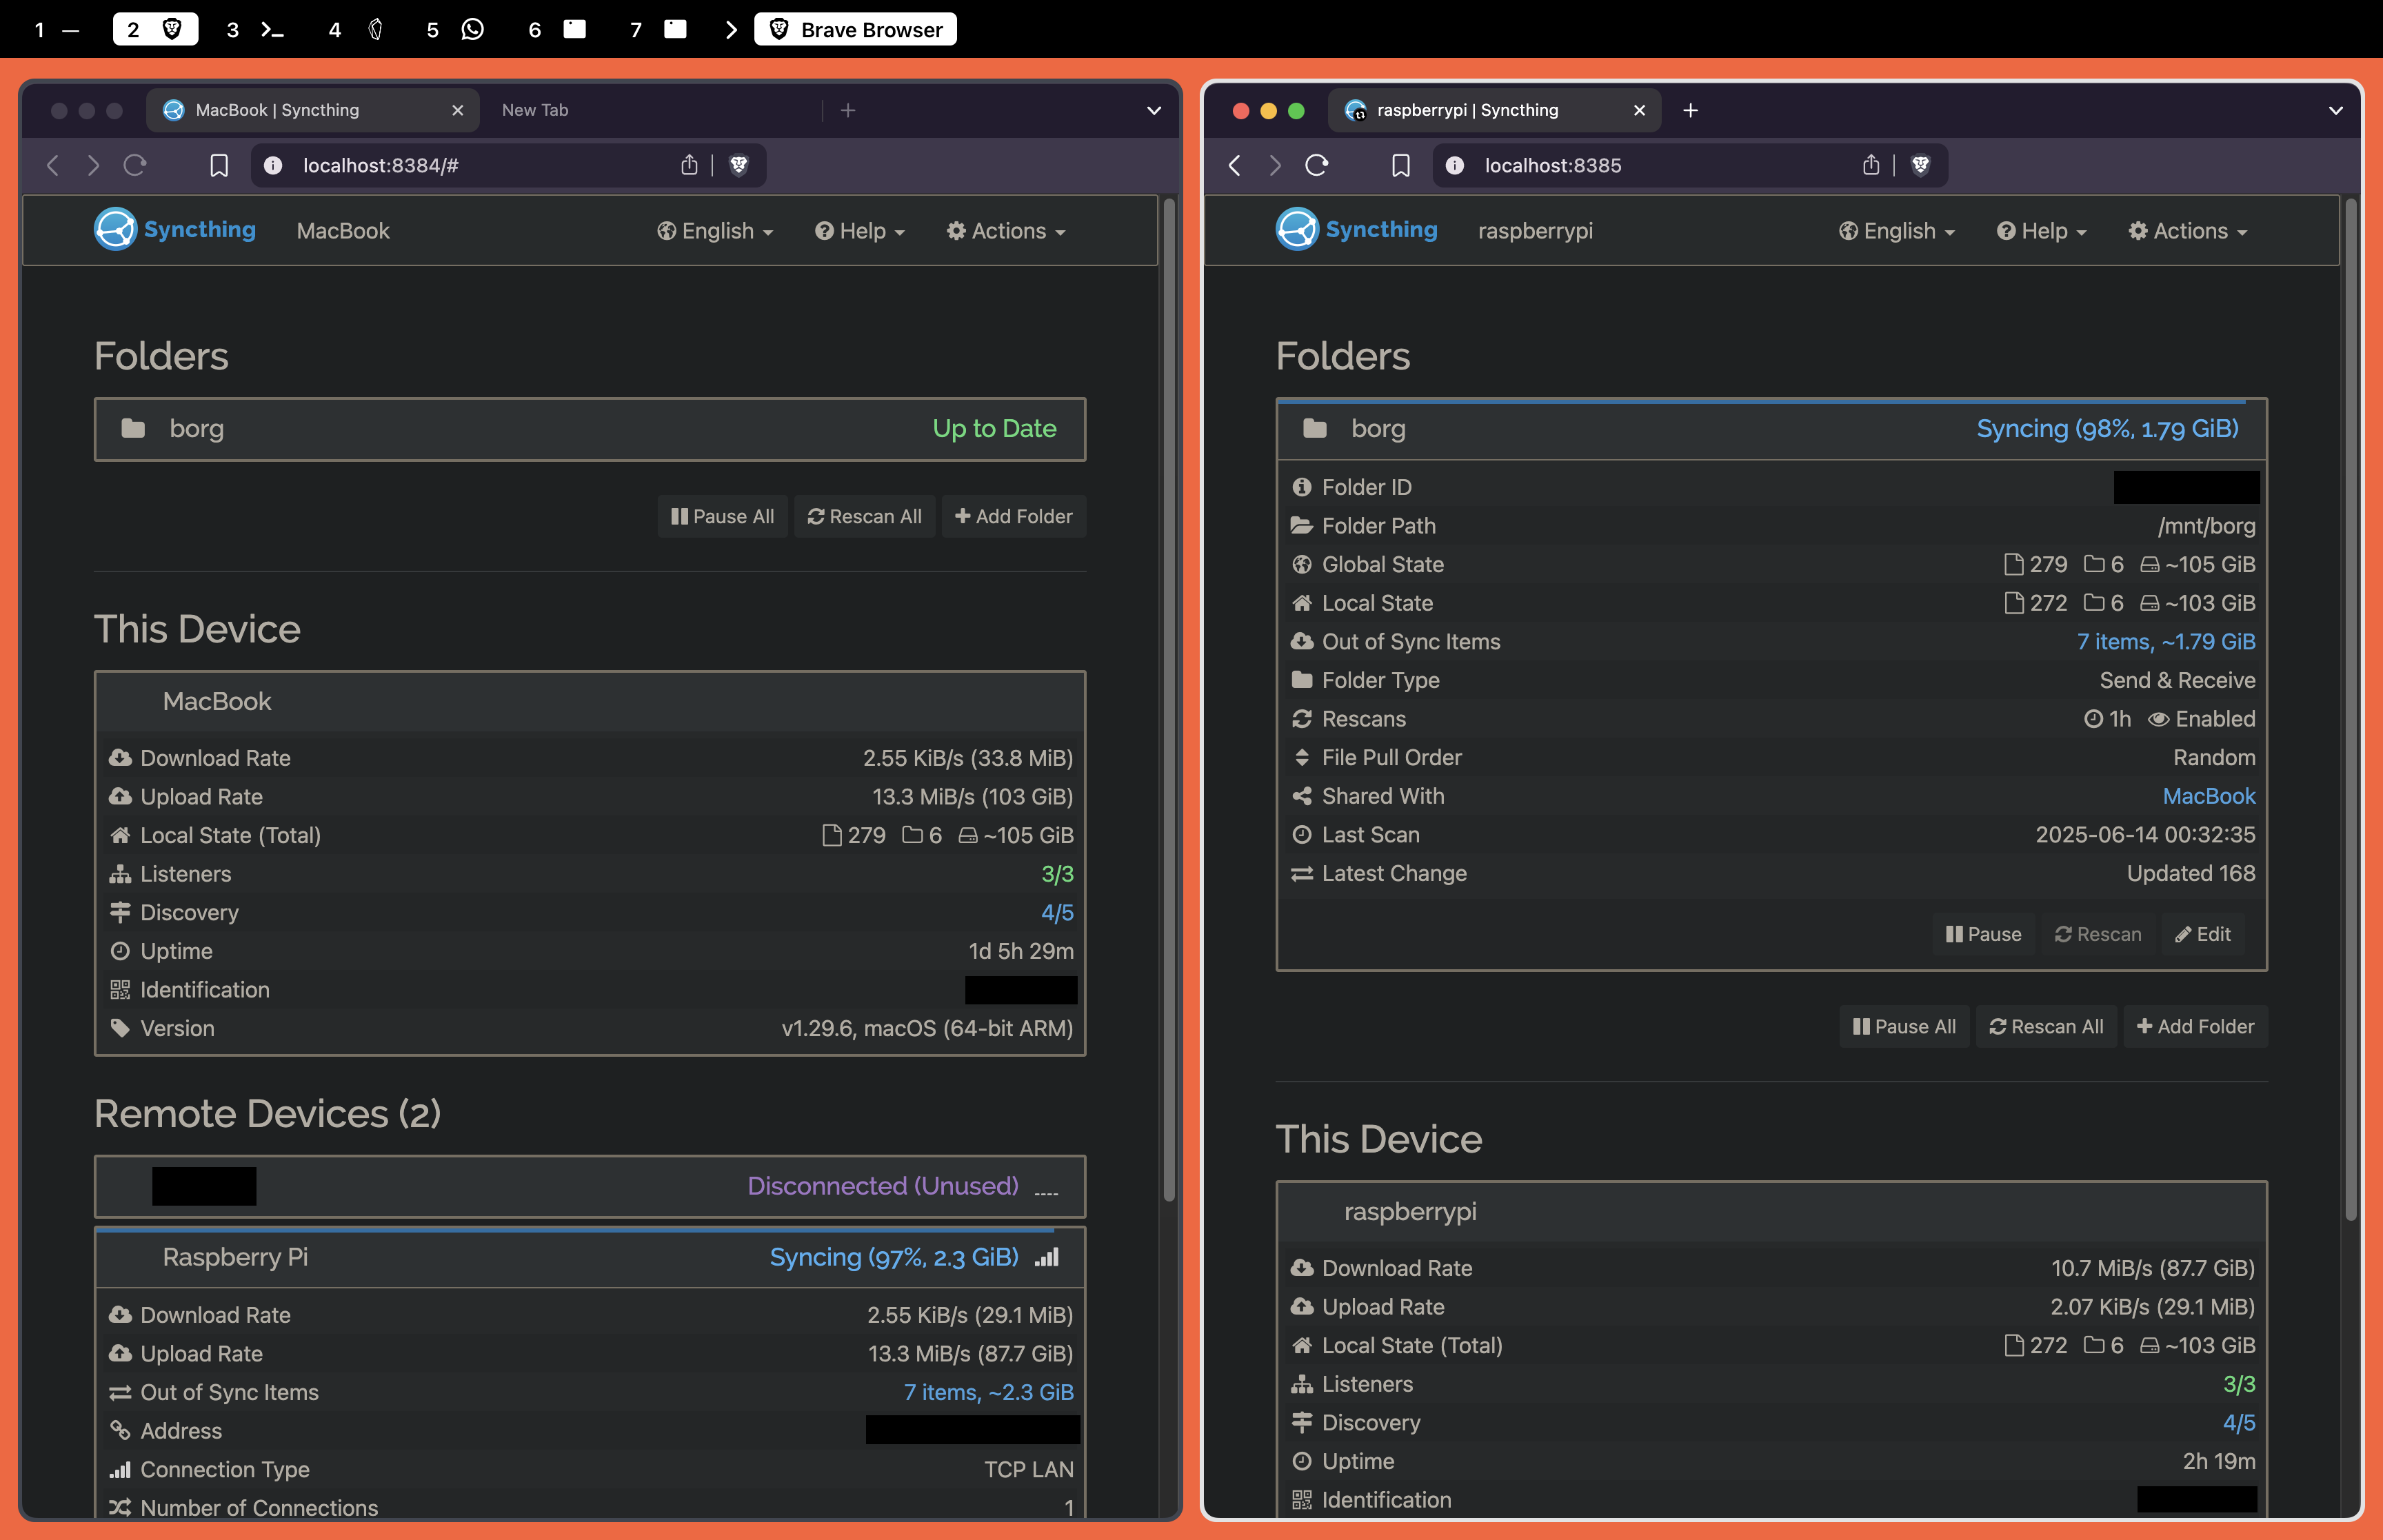 1 — 2 3 4 5 6 7 Brave Browser
MacBook | Syncthing
New Tab
localhost:8384/#
Syncthing MacBook English Help Actions
Folders
borg Up to Date
Pause All Rescan All Add Folder
This Device
MacBook
Download Rate 2.55 KiB/s (33.8 MiB)
Upload Rate 13.3 MiB/s (103 GiB)
Local State (Total) 279 6 ~105 GiB
Listeners 3/3
Discovery 4/5
Uptime 1d 5h 29m
Identification
Version v1.29.6, macOS (64-bit ARM)
Remote Devices (2)
Disconnected (Unused)
Raspberry Pi Syncing (97%, 2.3 GiB)
Download Rate 2.55 KiB/s (29.1 MiB)
Upload Rate 13.3 MiB/s (87.7 GiB)
Out of Sync Items 7 items, ~2.3 GiB
Address
Connection Type TCP LAN
Number of Connections 1
raspberrypi | Syncthing
localhost:8385
Syncthing raspberrypi English Help Actions
Folders
borg Syncing (98%, 1.79 GiB)
Folder ID
Folder Path /mnt/borg
Global State 279 6 ~105 GiB
Local State 272 6 ~103 GiB
Out of Sync Items 7 items, ~1.79 GiB
Folder Type Send & Receive
Rescans 1h Enabled
File Pull Order Random
Shared With MacBook
Last Scan 2025-06-14 00:32:35
Latest Change Updated 168
Pause Rescan Edit
Pause All Rescan All Add Folder
This Device
raspberrypi
Download Rate 10.7 MiB/s (87.7 GiB)
Upload Rate 2.07 KiB/s (29.1 MiB)
Local State (Total) 272 6 ~103 GiB
Listeners 3/3
Discovery 4/5
Uptime 2h 19m
Identification